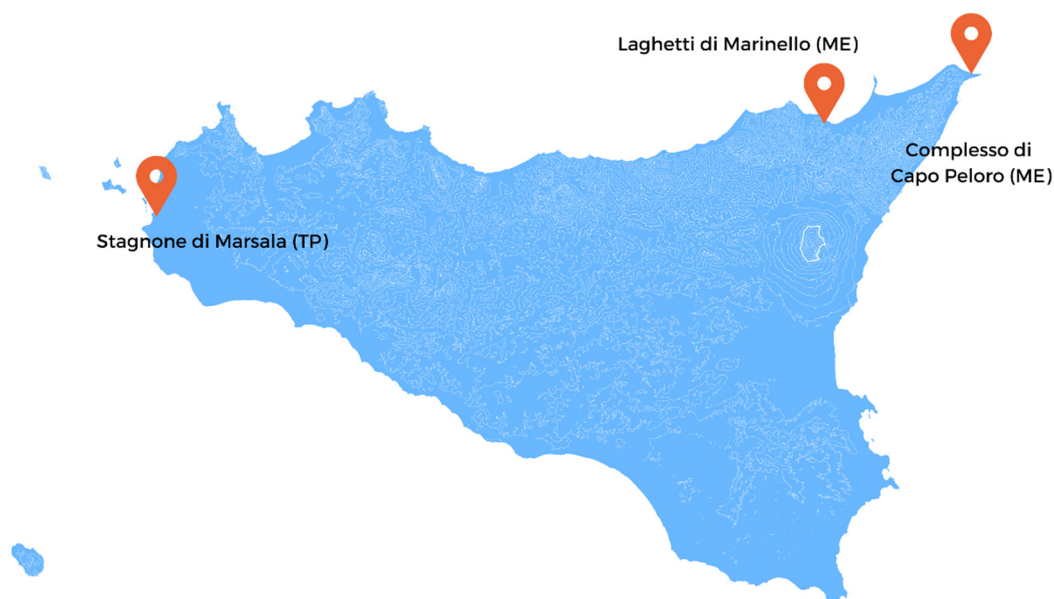 Laghetti di Marinello (ME)
Complesso di
Capo Peloro (ME)
Stagnone di Marsala (TP)